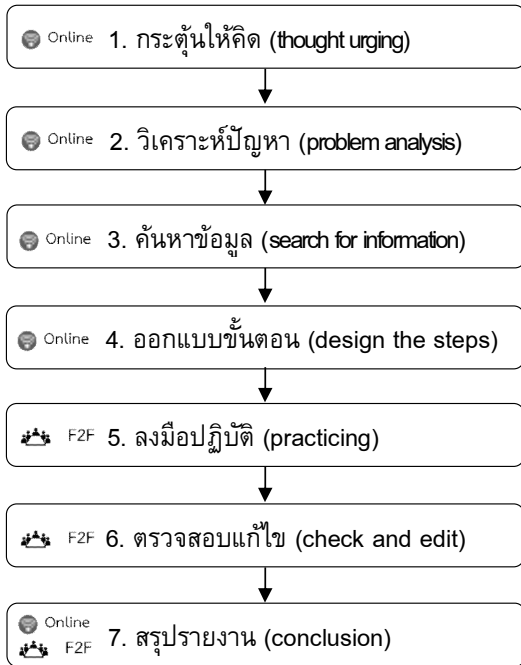 Online 1. กระตุ้นให้คิด (thought urging)
Online 2. วิเคราะห์ปัญหา (problem analysis)
Online 3. ค้นหาข้อมูล (search for information)
Online 4. ออกแบบขั้นตอน (design the steps)
F2F 5. ลงมือปฏิบัติ (practicing)
F2F 6. ตรวจสอบแก้ไข (check and edit)
Online
F2F 7. สรุปรายงาน (conclusion)